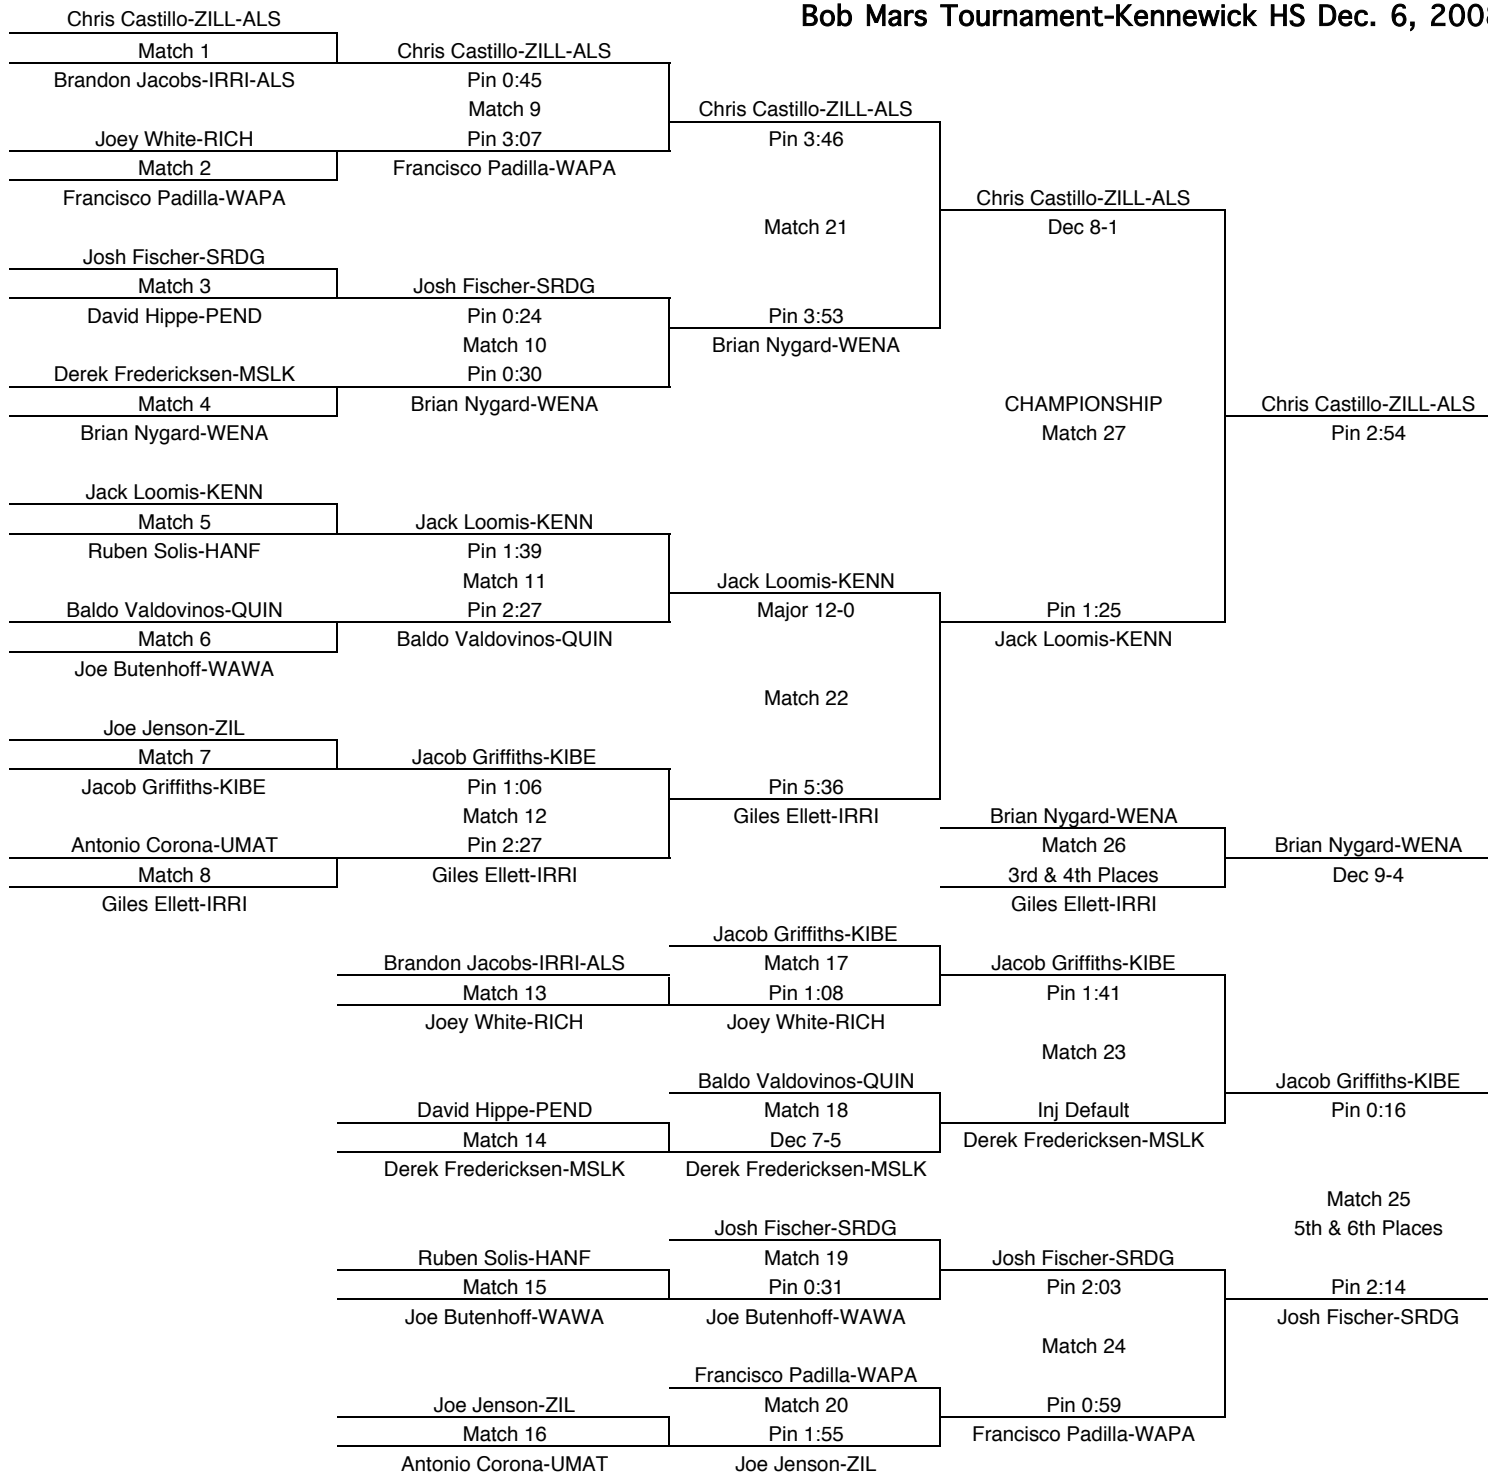 Bob Mars Tournament-Kennewick HS Dec. 6, 2008
Chris Castillo-ZILL-ALS
Match 1
Brandon Jacobs-IRRI-ALS
Joey White-RICH
Match 2
Francisco Padilla-WAPA
Josh Fischer-SRDG
Match 3
David Hippe-PEND
Derek Fredericksen-MSLK
Match 4
Brian Nygard-WENA
Jack Loomis-KENN
Match 5
Ruben Solis-HANF
Baldo Valdovinos-QUIN
Match 6
Joe Butenhoff-WAWA
Joe Jenson-ZIL
Match 7
Jacob Griffiths-KIBE
Antonio Corona-UMAT
Match 8
Giles Ellett-IRRI
Chris Castillo-ZILL-ALS
Pin 0:45
Match 9
Pin 3:07
Francisco Padilla-WAPA
Josh Fischer-SRDG
Pin 0:24
Match 10
Pin 0:30
Brian Nygard-WENA
Jack Loomis-KENN
Pin 1:39
Match 11
Pin 2:27
Baldo Valdovinos-QUIN
Jacob Griffiths-KIBE
Pin 1:06
Match 12
Pin 2:27
Giles Ellett-IRRI
Chris Castillo-ZILL-ALS
Pin 3:46
Match 21
Pin 3:53
Brian Nygard-WENA
Jack Loomis-KENN
Major 12-0
Match 22
Pin 5:36
Giles Ellett-IRRI
Chris Castillo-ZILL-ALS
Dec 8-1
CHAMPIONSHIP
Match 27
Pin 1:25
Jack Loomis-KENN
Chris Castillo-ZILL-ALS
Pin 2:54
Brian Nygard-WENA
Match 26
3rd & 4th Places
Giles Ellett-IRRI
Brian Nygard-WENA
Dec 9-4
Brandon Jacobs-IRRI-ALS
Match 13
Joey White-RICH
David Hippe-PEND
Match 14
Derek Fredericksen-MSLK
Ruben Solis-HANF
Match 15
Joe Butenhoff-WAWA
Joe Jenson-ZIL
Match 16
Antonio Corona-UMAT
Jacob Griffiths-KIBE
Match 17
Pin 1:08
Joey White-RICH
Baldo Valdovinos-QUIN
Match 18
Dec 7-5
Derek Fredericksen-MSLK
Josh Fischer-SRDG
Match 19
Pin 0:31
Joe Butenhoff-WAWA
Francisco Padilla-WAPA
Match 20
Pin 1:55
Joe Jenson-ZIL
Jacob Griffiths-KIBE
Pin 1:41
Match 23
Inj Default
Derek Fredericksen-MSLK
Josh Fischer-SRDG
Pin 2:03
Match 24
Pin 0:59
Francisco Padilla-WAPA
Jacob Griffiths-KIBE
Pin 0:16
Match 25
5th & 6th Places
Pin 2:14
Josh Fischer-SRDG